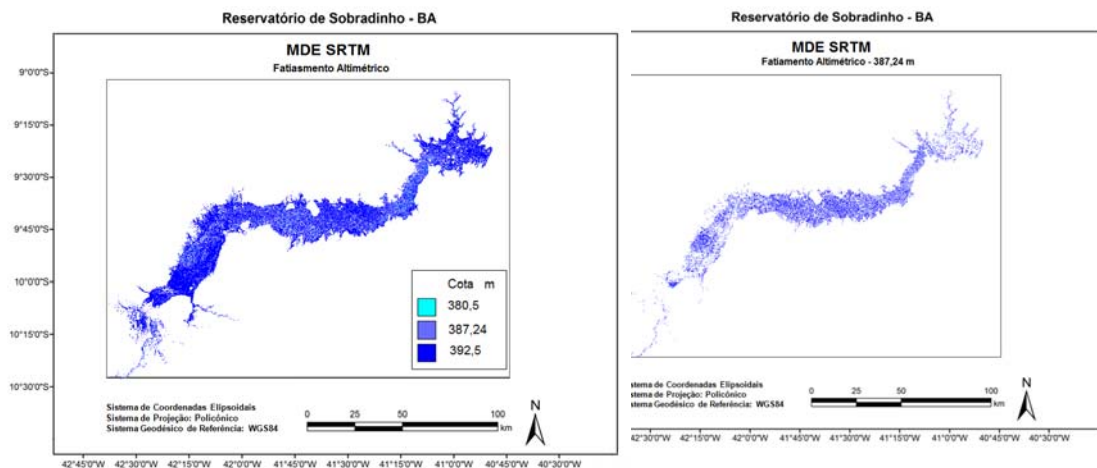 Reservatório de Sobradinho - BA
MDE SRTM
Fatiasmento Altimétrico
9°0'0"S
9°15'0"S
9°30'0"S
9°45'0"S
10°0'0"S
10°15'0"S
10°30'0"S
Cota m
380,5
387,24
392,5
Sistema de Coordenadas Elipsoidais
Sistema de Projeção: Policônico
Sistema Geodésico de Referência: WGS84
0 25 50 100
km
N
42°45'0"W 42°30'0"W 42°15'0"W 42°0'0"W 41°45'0"W 41°30'0"W 41°15'0"W 41°0'0"W 40°45'0"W 40°30'0"W
Reservatório de Sobradinho - BA
MDE SRTM
Fatiamento Altimétrico - 387,24 m
stema de Coordenadas Elipsoidais
stema de Projeção: Policônico
stema Geodésico de Referência: WGS84
0 25 50 100
km
N
42°30'0"W 42°15'0"W 42°0'0"W 41°45'0"W 41°30'0"W 41°15'0"W 41°0'0"W 40°45'0"W 40°30'0"W